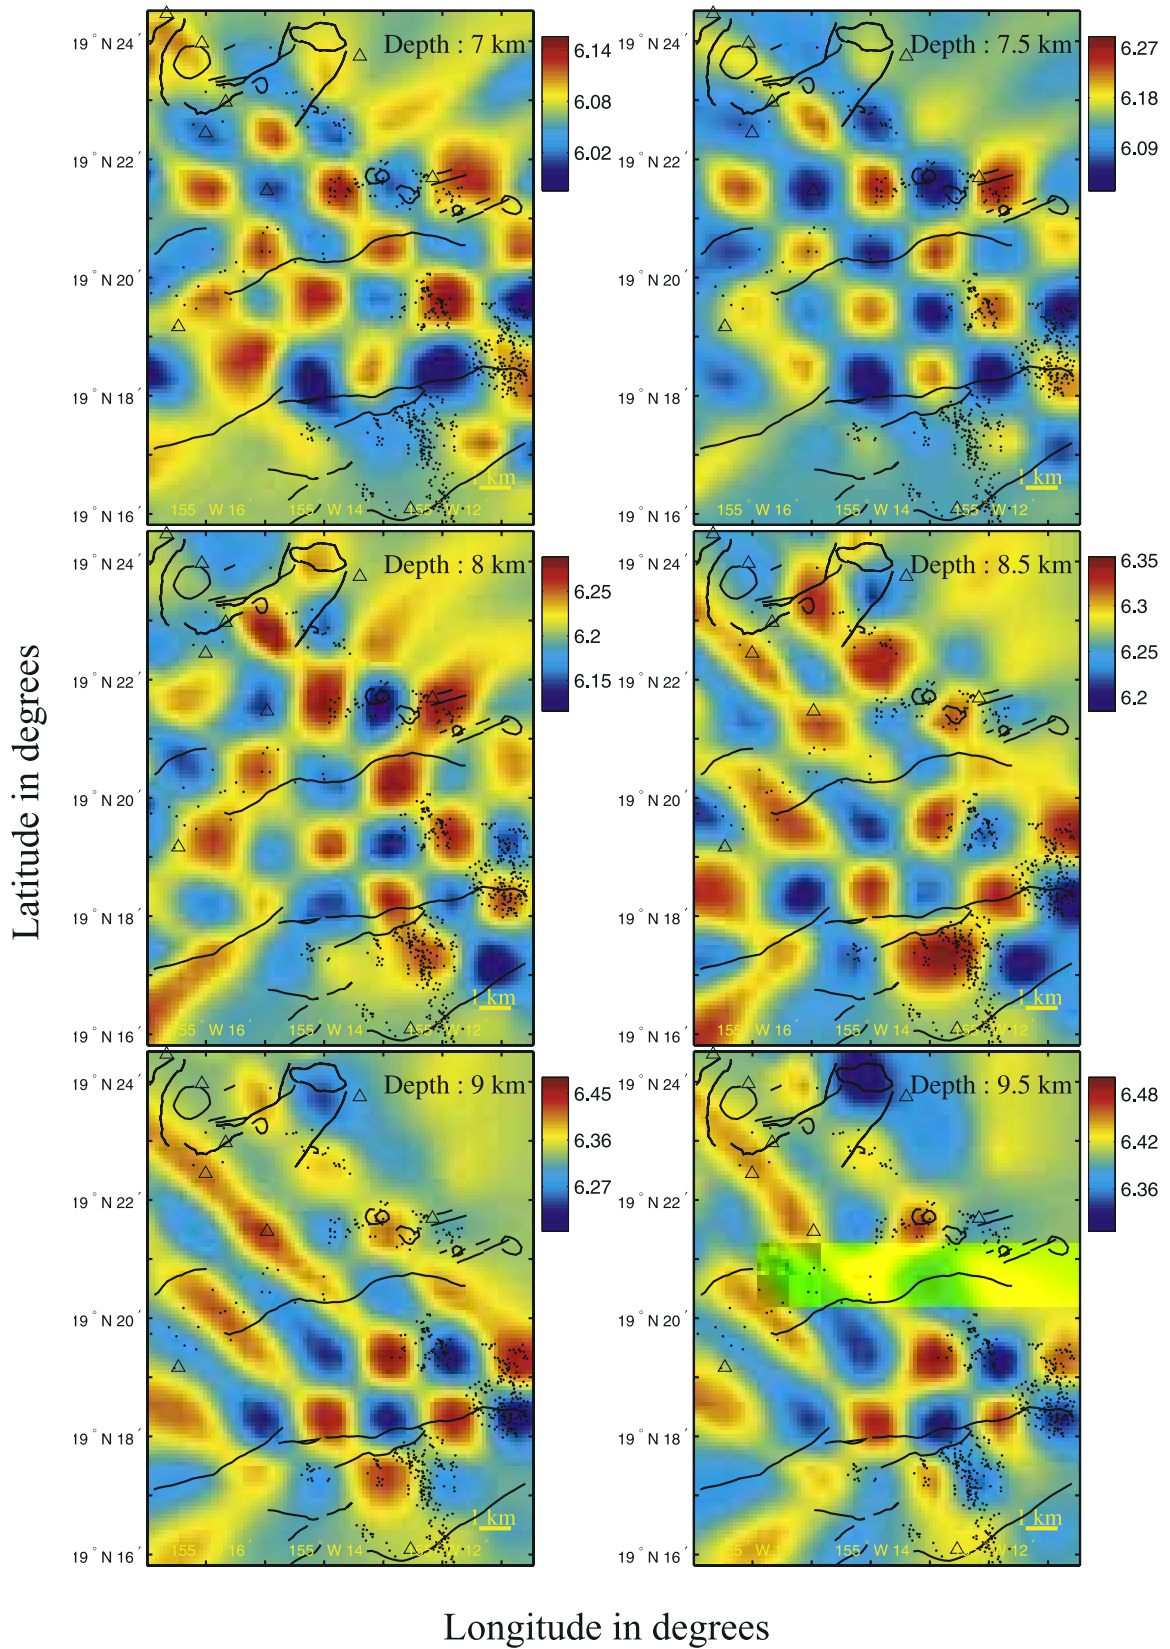 Depth : 7 km
19° N 24′
19° N 22′
19° N 20′
19° N 18′
19° N 16′
155° W 16′
155° W 14′
155° W 12′
1 km
6.14
6.08
6.02
Depth : 7.5 km
19° N 24′
19° N 22′
19° N 20′
19° N 18′
19° N 16′
155° W 16′
155° W 14′
155° W 12′
1 km
6.27
6.18
6.09
Depth : 8 km
19° N 24′
19° N 22′
19° N 20′
19° N 18′
19° N 16′
155° W 16′
155° W 14′
155° W 12′
1 km
6.25
6.2
6.15
Depth : 8.5 km
19° N 24′
19° N 22′
19° N 20′
19° N 18′
19° N 16′
155° W 16′
155° W 14′
155° W 12′
1 km
6.35
6.3
6.25
6.2
Depth : 9 km
19° N 24′
19° N 22′
19° N 20′
19° N 18′
19° N 16′
155° W 16′
155° W 14′
155° W 12′
1 km
6.45
6.36
6.27
Depth : 9.5 km
19° N 24′
19° N 22′
19° N 20′
19° N 18′
19° N 16′
155° W 14′
155° W 12′
1 km
6.48
6.42
6.36
Latitude in degrees
Longitude in degrees